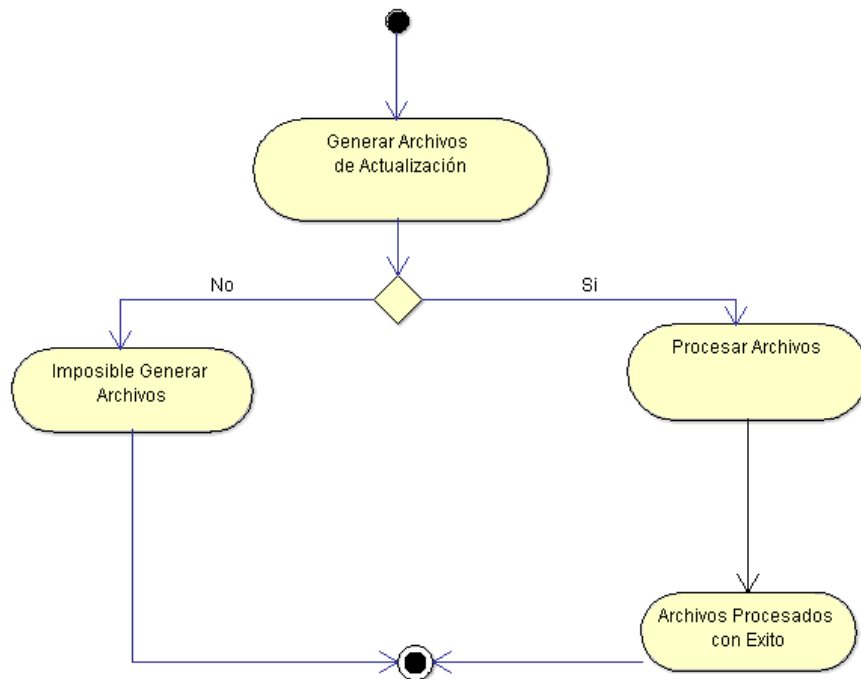 Generar Archivos
de Actualización
No
Si
Imposible Generar
Archivos
Procesar Archivos
Archivos Procesados
con Exito